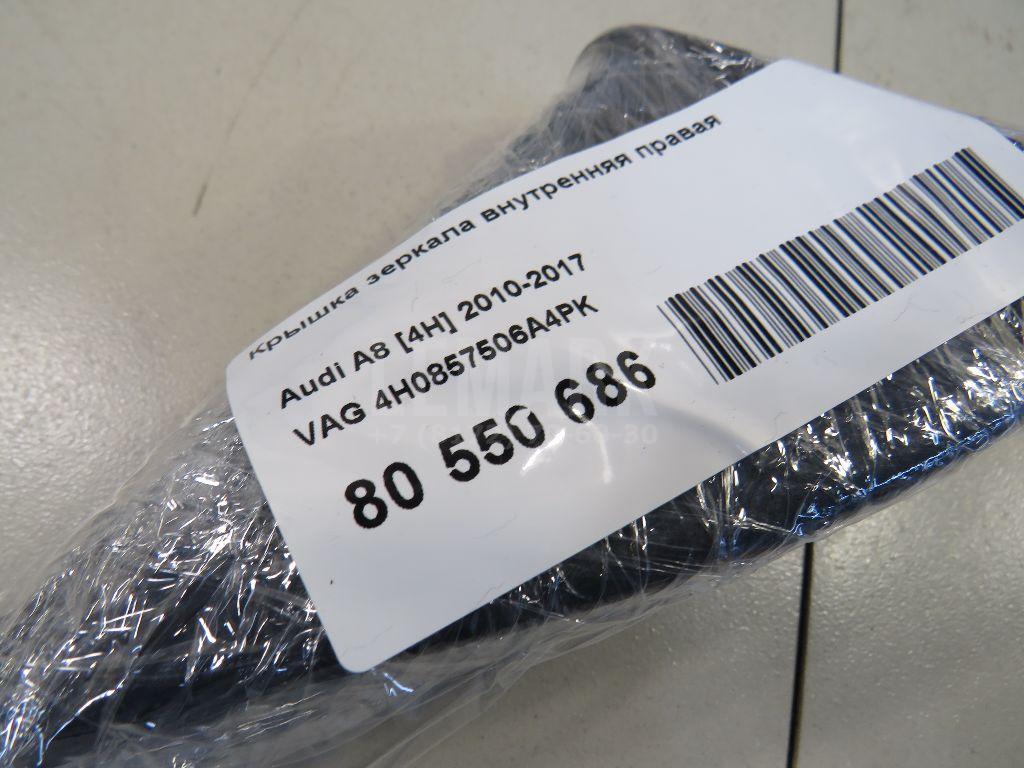 Крышка зеркала внутренняя правая
Audi A8 [4H] 2010-2017
VAG 4H0857506A4PK
80 550 686